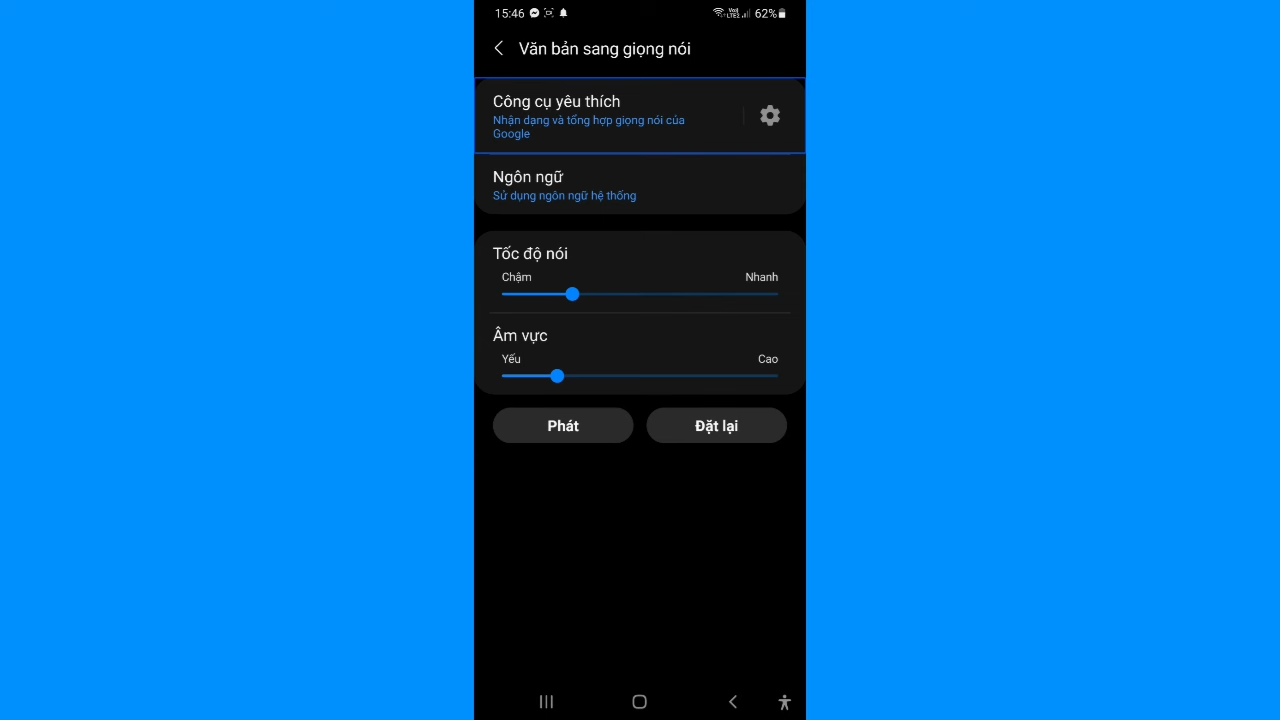 15:46 62%
Văn bản sang giọng nói
Công cụ yêu thích
Nhận dạng và tổng hợp giọng nói của
Google
Ngôn ngữ
Sử dụng ngôn ngữ hệ thống
Tốc độ nói
Chậm Nhanh
Âm vực
Yếu Cao
Phát Đặt lại